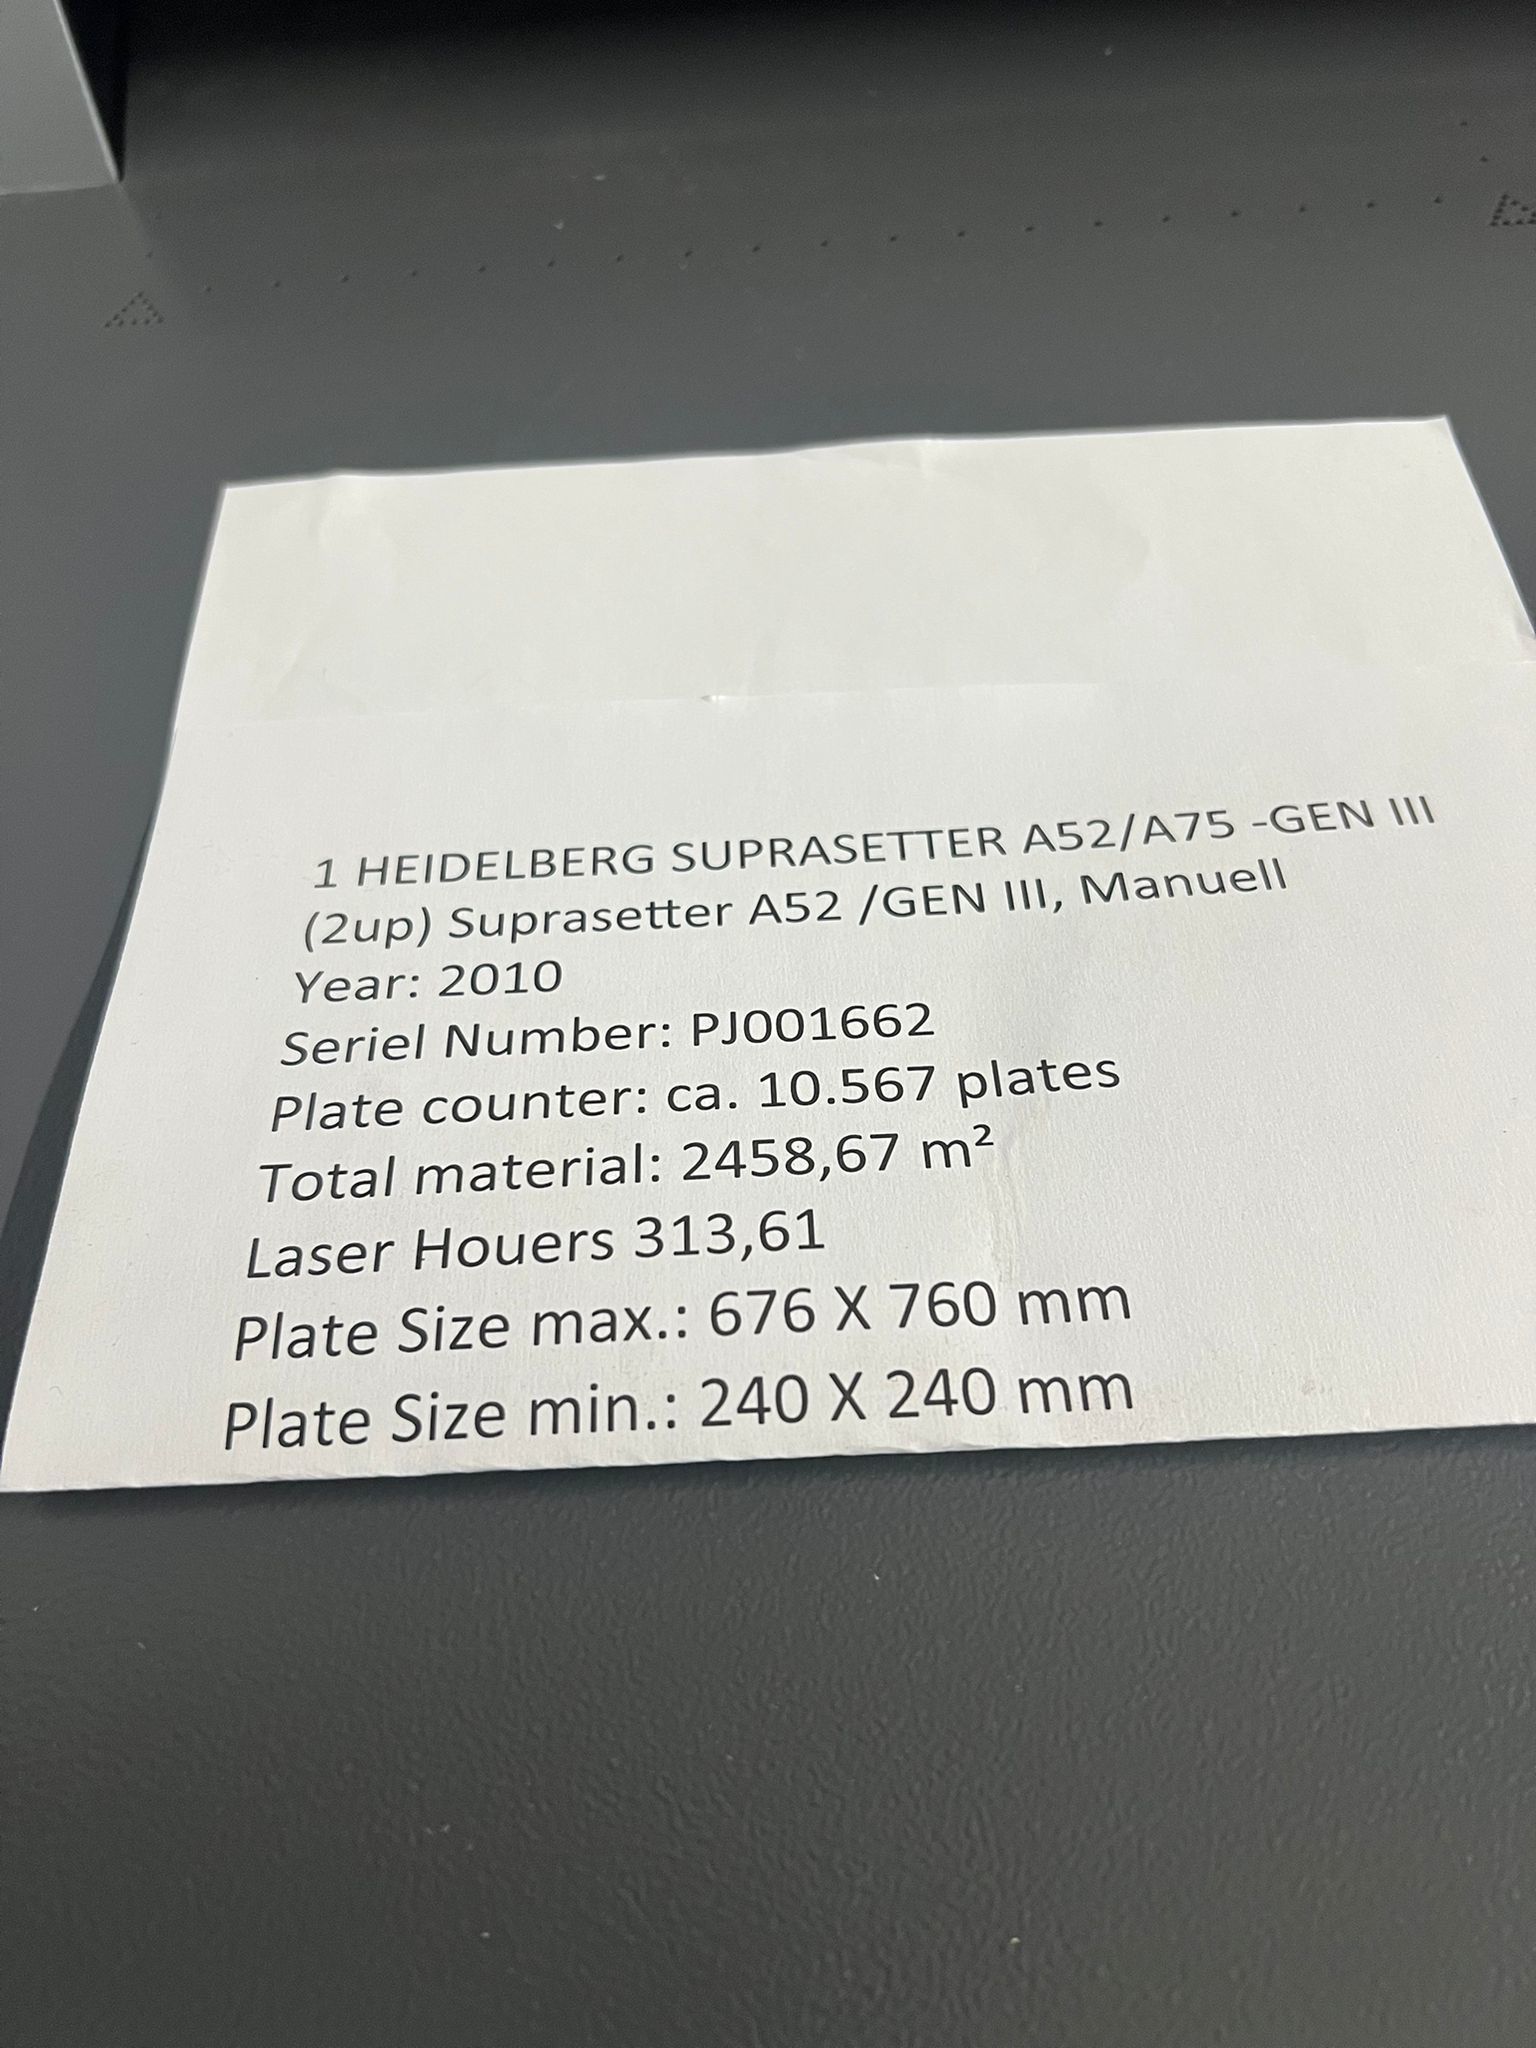 1 HEIDELBERG SUPRASETTER A52/A75 -GEN III
(2up) Suprasetter A52 /GEN III, Manuell
Year: 2010
Seriel Number: PJ001662
Plate counter: ca. 10.567 plates
Total material: 2458,67 m²
Laser Houers 313,61
Plate Size max.: 676 X 760 mm
Plate Size min.: 240 X 240 mm